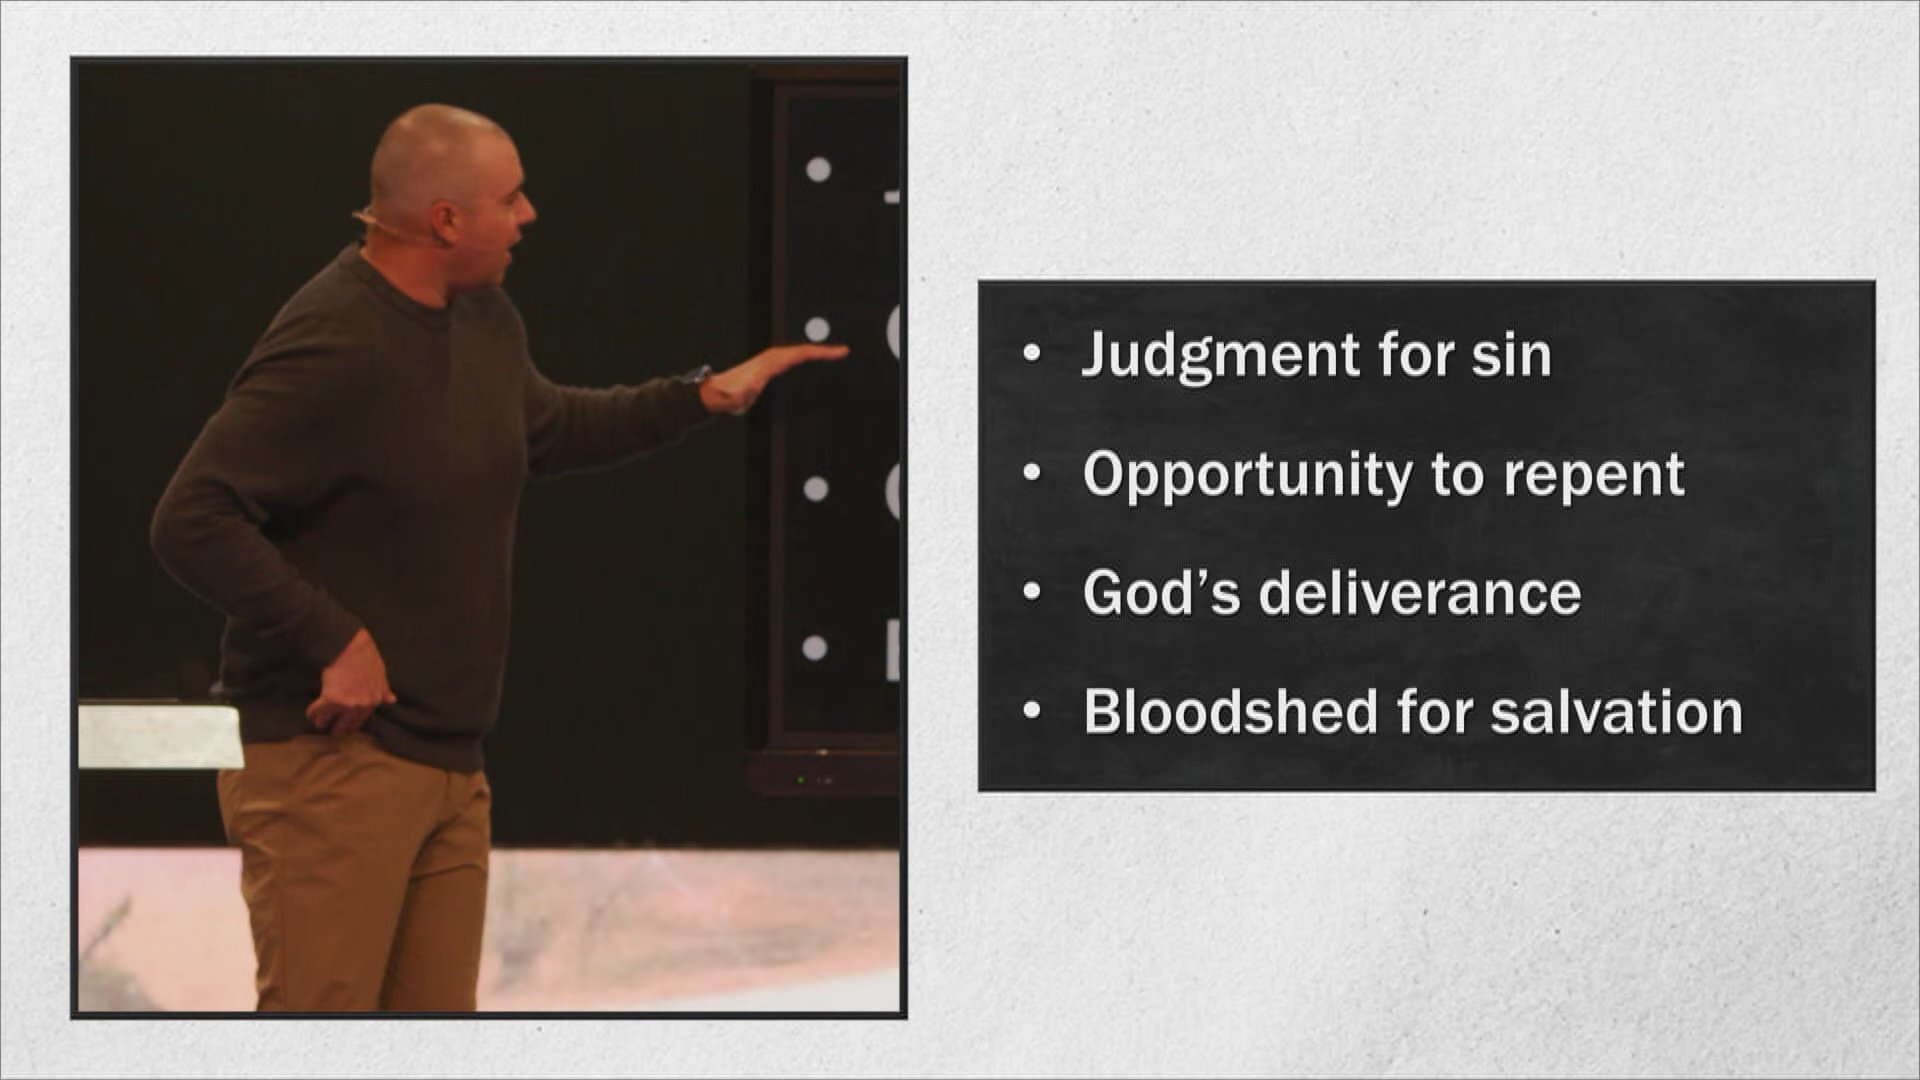 • Judgment for sin
• Opportunity to repent
• God’s deliverance
• Bloodshed for salvation